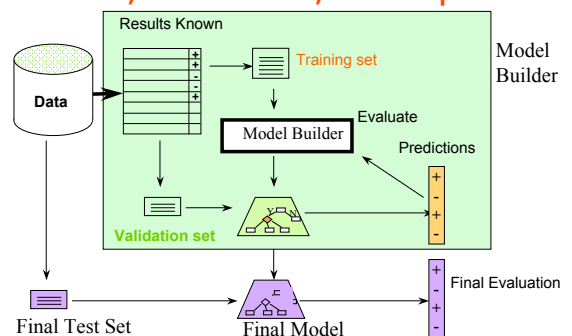 Results Known
+
+
-
-
+
Training set
Model
Builder
Data
Model Builder
Evaluate
Predictions
+
-
+
-
Y
N
Validation set
+
-
+
-
Final Evaluation
Final Test Set
Final Model